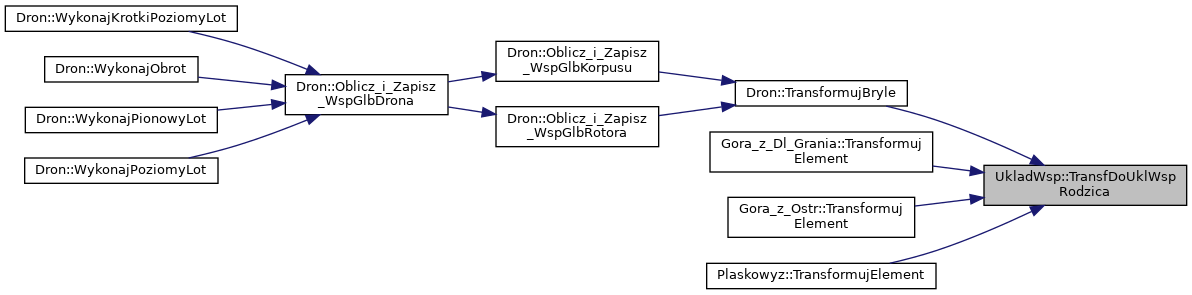 Dron::WykonajKrotkiPoziomyLot
Dron::WykonajObrot
Dron::WykonajPionowyLot
Dron::WykonajPoziomyLot
Dron::Oblicz_i_Zapisz
_WspGlbDrona
Dron::Oblicz_i_Zapisz
_WspGlbKorpusu
Dron::Oblicz_i_Zapisz
_WspGlbRotora
Dron::TransformujBryle
Gora_z_Dl_Grania::Transformuj
Element
Gora_z_Ostr::Transformuj
Element
Plaskowyz::TransformujElement
UkladWsp::TransfDoUklWsp
Rodzica